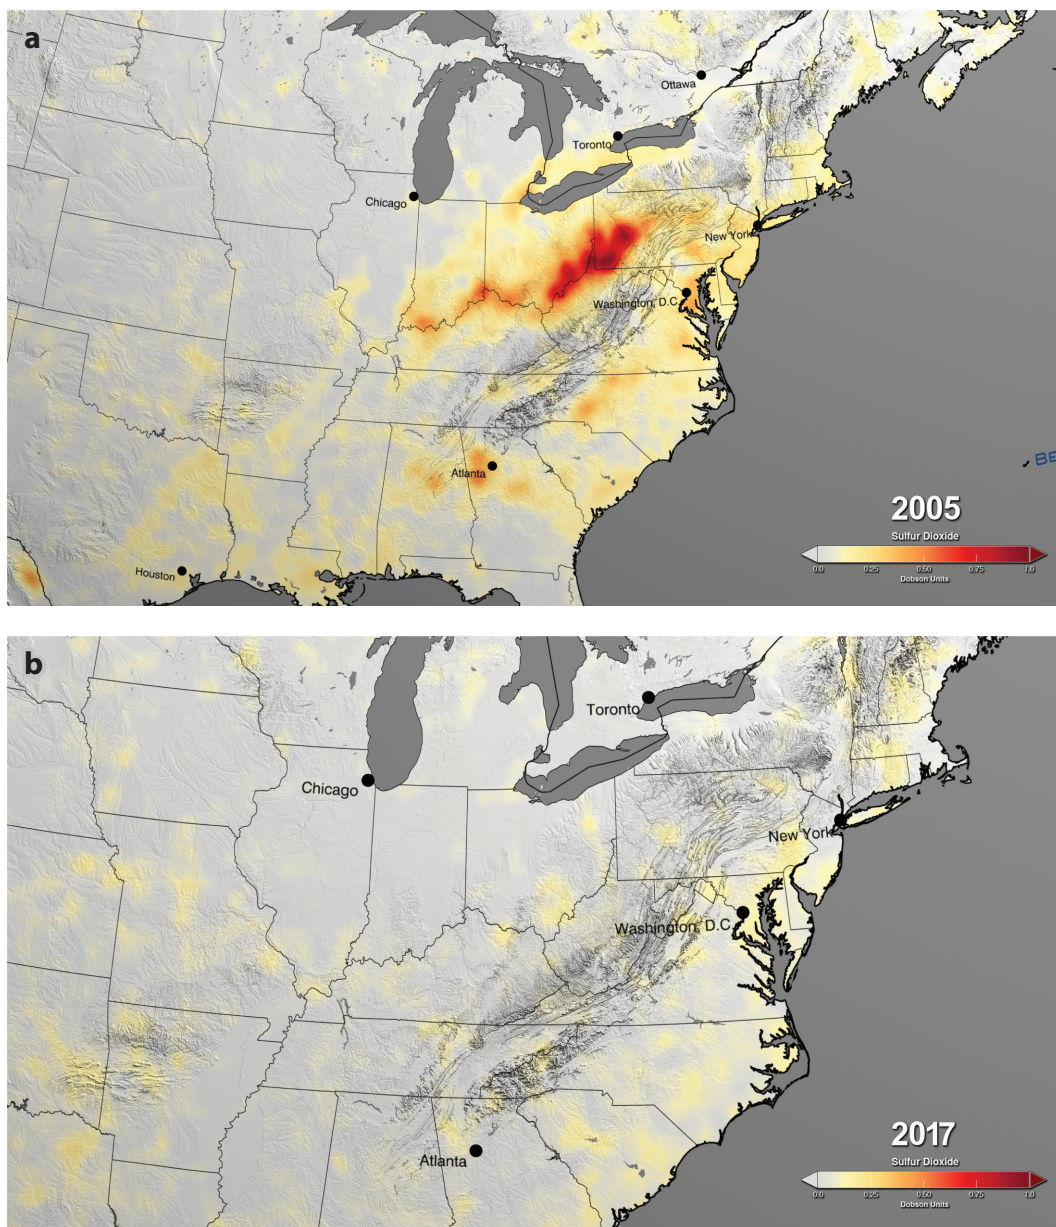 a
Ottawa
Toronto
Chicago
New York
Washington, D.C.
Atlanta
BE
Houston
2005
Sulfur Dioxide
0.0 0.25 0.50 0.75 1.0
Dobson Units
b
Toronto
Chicago
New York
Washington, D.C.
Atlanta
2017
Sulfur Dioxide
0.0 0.25 0.50 0.75 1.0
Dobson Units